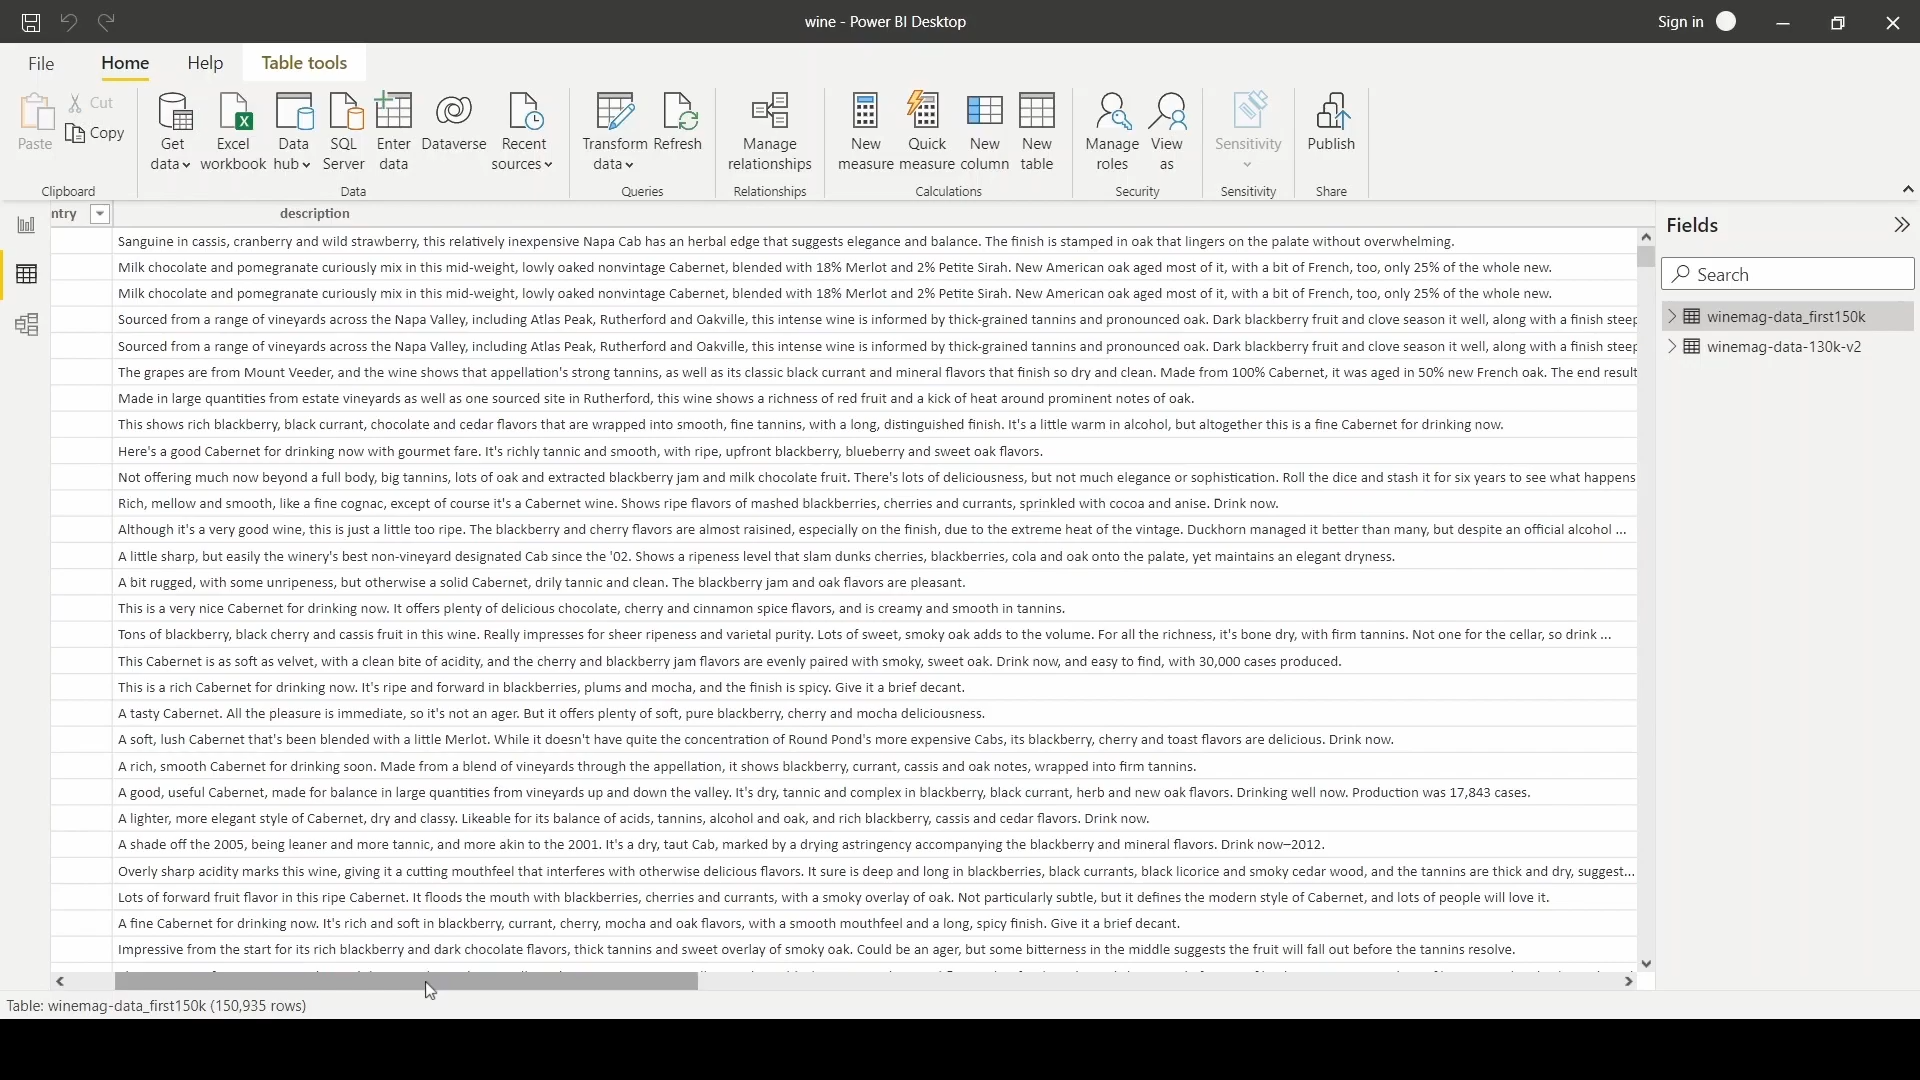 wine - Power BI Desktop
Sign in
File Home Help Table tools
Paste Cut Copy
Get data Excel workbook Data hub SQL Server Enter data Dataverse Recent sources
Transform data Refresh
Manage relationships
New measure Quick measure New column New table
Manage roles View as
Sensitivity
Publish
Clipboard Data Queries Relationships Calculations Security Sensitivity Share
ntry description
Sanguine in cassis, cranberry and wild strawberry, this relatively inexpensive Napa Cab has an herbal edge that suggests elegance and balance. The finish is stamped in oak that lingers on the palate without overwhelming.
Milk chocolate and pomegranate curiously mix in this mid-weight, lowly oaked nonvintage Cabernet, blended with 18% Merlot and 2% Petite Sirah. New American oak aged most of it, with a bit of French, too, only 25% of the whole new.
Milk chocolate and pomegranate curiously mix in this mid-weight, lowly oaked nonvintage Cabernet, blended with 18% Merlot and 2% Petite Sirah. New American oak aged most of it, with a bit of French, too, only 25% of the whole new.
Sourced from a range of vineyards across the Napa Valley, including Atlas Peak, Rutherford and Oakville, this intense wine is informed by thick-grained tannins and pronounced oak. Dark blackberry fruit and clove season it well, along with a finish steep
Sourced from a range of vineyards across the Napa Valley, including Atlas Peak, Rutherford and Oakville, this intense wine is informed by thick-grained tannins and pronounced oak. Dark blackberry fruit and clove season it well, along with a finish steep
The grapes are from Mount Veeder, and the wine shows that appellation's strong tannins, as well as its classic black currant and mineral flavors that finish so dry and clean. Made from 100% Cabernet, it was aged in 50% new French oak. The end result
Made in large quantities from estate vineyards as well as one sourced site in Rutherford, this wine shows a richness of red fruit and a kick of heat around prominent notes of oak.
This shows rich blackberry, black currant, chocolate and cedar flavors that are wrapped into smooth, fine tannins, with a long, distinguished finish. It's a little warm in alcohol, but altogether this is a fine Cabernet for drinking now.
Here's a good Cabernet for drinking now with gourmet fare. It's richly tannic and smooth, with ripe, upfront blackberry, blueberry and sweet oak flavors.
Not offering much now beyond a full body, big tannins, lots of oak and extracted blackberry jam and milk chocolate fruit. There's lots of deliciousness, but not much elegance or sophistication. Roll the dice and stash it for six years to see what happens
Rich, mellow and smooth, like a fine cognac, except of course it's a Cabernet wine. Shows ripe flavors of mashed blackberries, cherries and currants, sprinkled with cocoa and anise. Drink now.
Although it's a very good wine, this is just a little too ripe. The blackberry and cherry flavors are almost raisined, especially on the finish, due to the extreme heat of the vintage. Duckhorn managed it better than many, but despite an official alcohol ...
A little sharp, but easily the winery's best non-vineyard designated Cab since the '02. Shows a ripeness level that slam dunks cherries, blackberries, cola and oak onto the palate, yet maintains an elegant dryness.
A bit rugged, with some unripeness, but otherwise a solid Cabernet, drily tannic and clean. The blackberry jam and oak flavors are pleasant.
This is a very nice Cabernet for drinking now. It offers plenty of delicious chocolate, cherry and cinnamon spice flavors, and is creamy and smooth in tannins.
Tons of blackberry, black cherry and cassis fruit in this wine. Really impresses for sheer ripeness and varietal purity. Lots of sweet, smoky oak adds to the volume. For all the richness, it's bone dry, with firm tannins. Not one for the cellar, so drink ...
This Cabernet is as soft as velvet, with a clean bite of acidity, and the cherry and blackberry jam flavors are evenly paired with smoky, sweet oak. Drink now, and easy to find, with 30,000 cases produced.
This is a rich Cabernet for drinking now. It's ripe and forward in blackberries, plums and mocha, and the finish is spicy. Give it a brief decant.
A tasty Cabernet. All the pleasure is immediate, so it's not an ager. But it offers plenty of soft, pure blackberry, cherry and mocha deliciousness.
A soft, lush Cabernet that's been blended with a little Merlot. While it doesn't have quite the concentration of Round Pond's more expensive Cabs, its blackberry, cherry and toast flavors are delicious. Drink now.
A rich, smooth Cabernet for drinking soon. Made from a blend of vineyards through the appellation, it shows blackberry, currant, cassis and oak notes, wrapped into firm tannins.
A good, useful Cabernet, made for balance in large quantities from vineyards up and down the valley. It's dry, tannic and complex in blackberry, black currant, herb and new oak flavors. Drinking well now. Production was 17,843 cases.
A lighter, more elegant style of Cabernet, dry and classy. Likeable for its balance of acids, tannins, alcohol and oak, and rich blackberry, cassis and cedar flavors. Drink now.
A shade off the 2005, being leaner and more tannic, and more akin to the 2001. It's a dry, taut Cab, marked by a drying astringency accompanying the blackberry and mineral flavors. Drink now–2012.
Overly sharp acidity marks this wine, giving it a cutting mouthfeel that interferes with otherwise delicious flavors. It sure is deep and long in blackberries, black currants, black licorice and smoky cedar wood, and the tannins are thick and dry, suggest...
Lots of forward fruit flavor in this ripe Cabernet. It floods the mouth with blackberries, cherries and currants, with a smoky overlay of oak. Not particularly subtle, but it defines the modern style of Cabernet, and lots of people will love it.
A fine Cabernet for drinking now. It's rich and soft in blackberry, currant, cherry, mocha and oak flavors, with a smooth mouthfeel and a long, spicy finish. Give it a brief decant.
Impressive from the start for its rich blackberry and dark chocolate flavors, thick tannins and sweet overlay of smoky oak. Could be an ager, but some bitterness in the middle suggests the fruit will fall out before the tannins resolve.
Fields
Search
winemag-data_first150k
winemag-data-130k-v2
Table: winemag-data_first150k (150,935 rows)